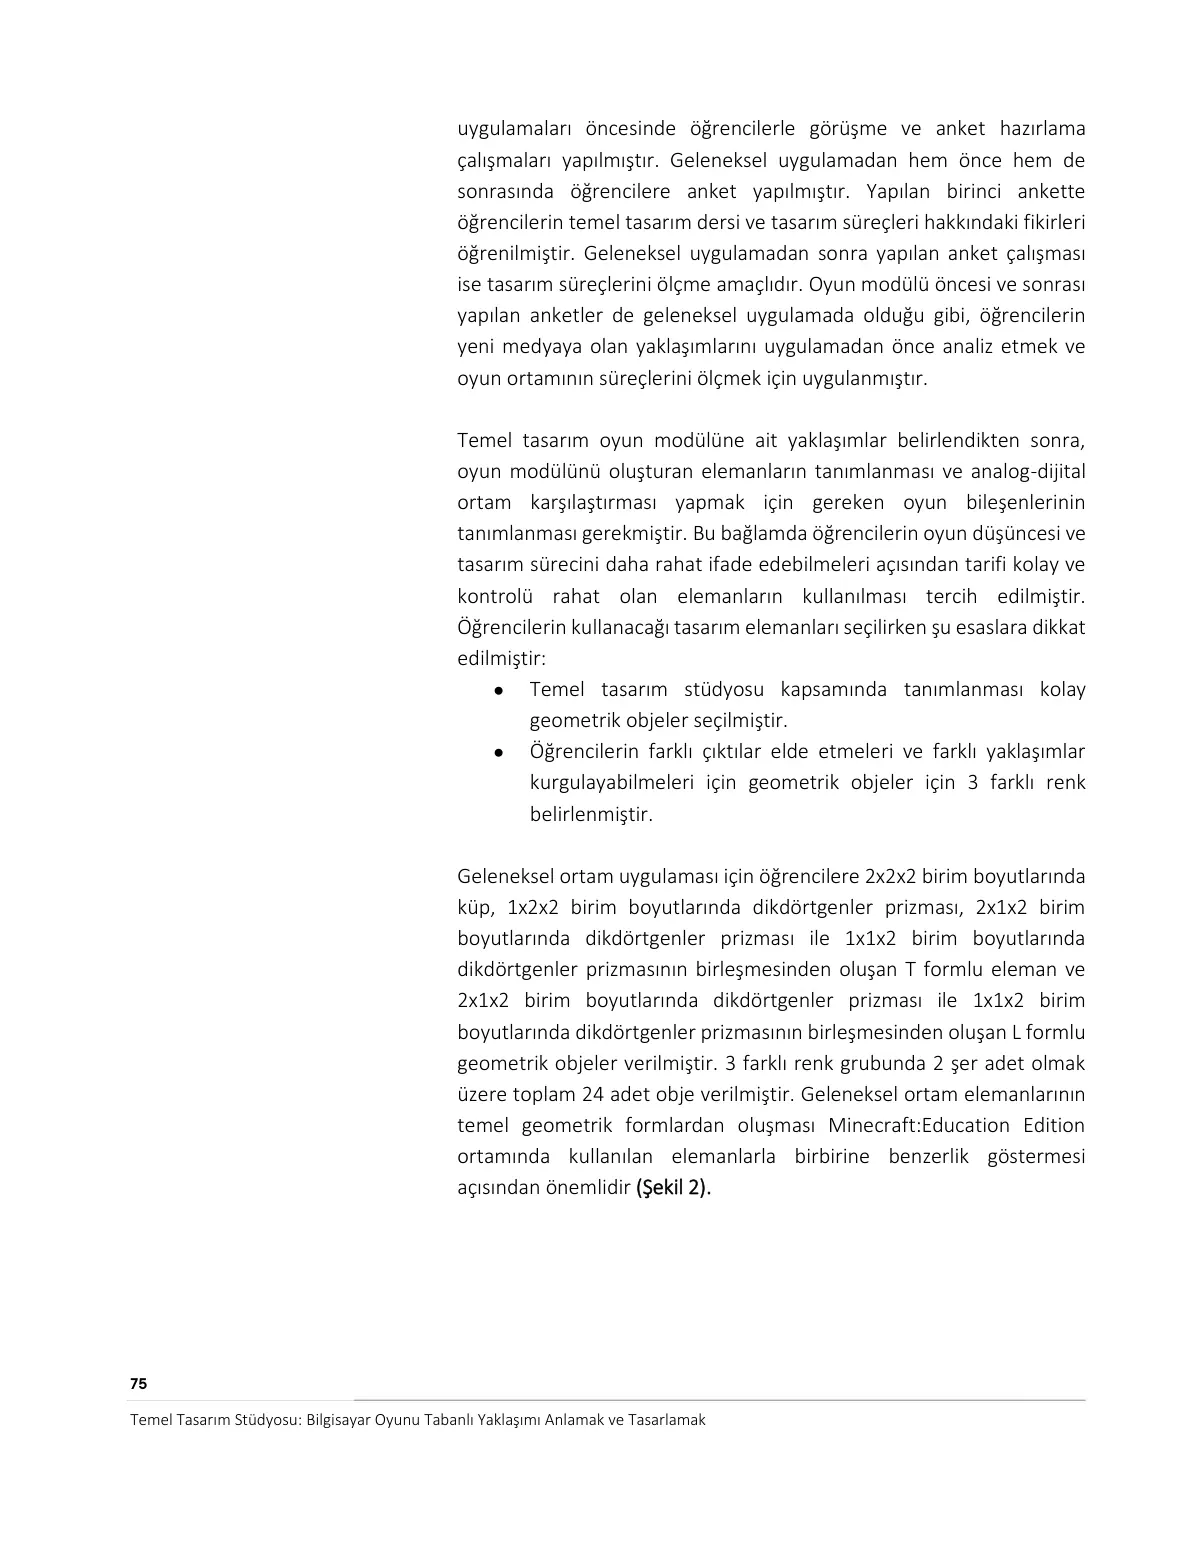 uygulamaları öncesinde öğrencilerle görüşme ve anket hazırlama
çalışmaları yapılmıştır. Geleneksel uygulamadan hem önce hem de
sonrasında öğrencilere anket yapılmıştır. Yapılan birinci ankette
öğrencilerin temel tasarım dersi ve tasarım süreçleri hakkındaki fikirleri
öğrenilmiştir. Geleneksel uygulamadan sonra yapılan anket çalışması
ise tasarım süreçlerini ölçme amaçlıdır. Oyun modülü öncesi ve sonrası
yapılan anketler de geleneksel uygulamada olduğu gibi, öğrencilerin
yeni medyaya olan yaklaşımlarını uygulamadan önce analiz etmek ve
oyun ortamının süreçlerini ölçmek için uygulanmıştır.
Temel tasarım oyun modülüne ait yaklaşımlar belirlendikten sonra,
oyun modülünü oluşturan elemanların tanımlanması ve analog-dijital
ortam karşılaştırması yapmak için gereken oyun bileşenlerinin
tanımlanması gerekmiştir. Bu bağlamda öğrencilerin oyun düşüncesi ve
tasarım sürecini daha rahat ifade edebilmeleri açısından tarifi kolay ve
kontrolü rahat olan elemanların kullanılması tercih edilmiştir.
Öğrencilerin kullanacağı tasarım elemanları seçilirken şu esaslara dikkat
edilmiştir:
● Temel tasarım stüdyosu kapsamında tanımlanması kolay
geometrik objeler seçilmiştir.
● Öğrencilerin farklı çıktılar elde etmeleri ve farklı yaklaşımlar
kurgulayabilmeleri için geometrik objeler için 3 farklı renk
belirlenmiştir.
Geleneksel ortam uygulaması için öğrencilere 2x2x2 birim boyutlarında
küp, 1x2x2 birim boyutlarında dikdörtgenler prizması, 2x1x2 birim
boyutlarında dikdörtgenler prizması ile 1x1x2 birim boyutlarında
dikdörtgenler prizmasının birleşmesinden oluşan T formlu eleman ve
2x1x2 birim boyutlarında dikdörtgenler prizması ile 1x1x2 birim
boyutlarında dikdörtgenler prizmasının birleşmesinden oluşan L formlu
geometrik objeler verilmiştir. 3 farklı renk grubunda 2 şer adet olmak
üzere toplam 24 adet obje verilmiştir. Geleneksel ortam elemanlarının
temel geometrik formlardan oluşması Minecraft:Education Edition
ortamında kullanılan elemanlarla birbirine benzerlik göstermesi
açısından önemlidir (Şekil 2).
75
Temel Tasarım Stüdyosu: Bilgisayar Oyunu Tabanlı Yaklaşımı Anlamak ve Tasarlamak